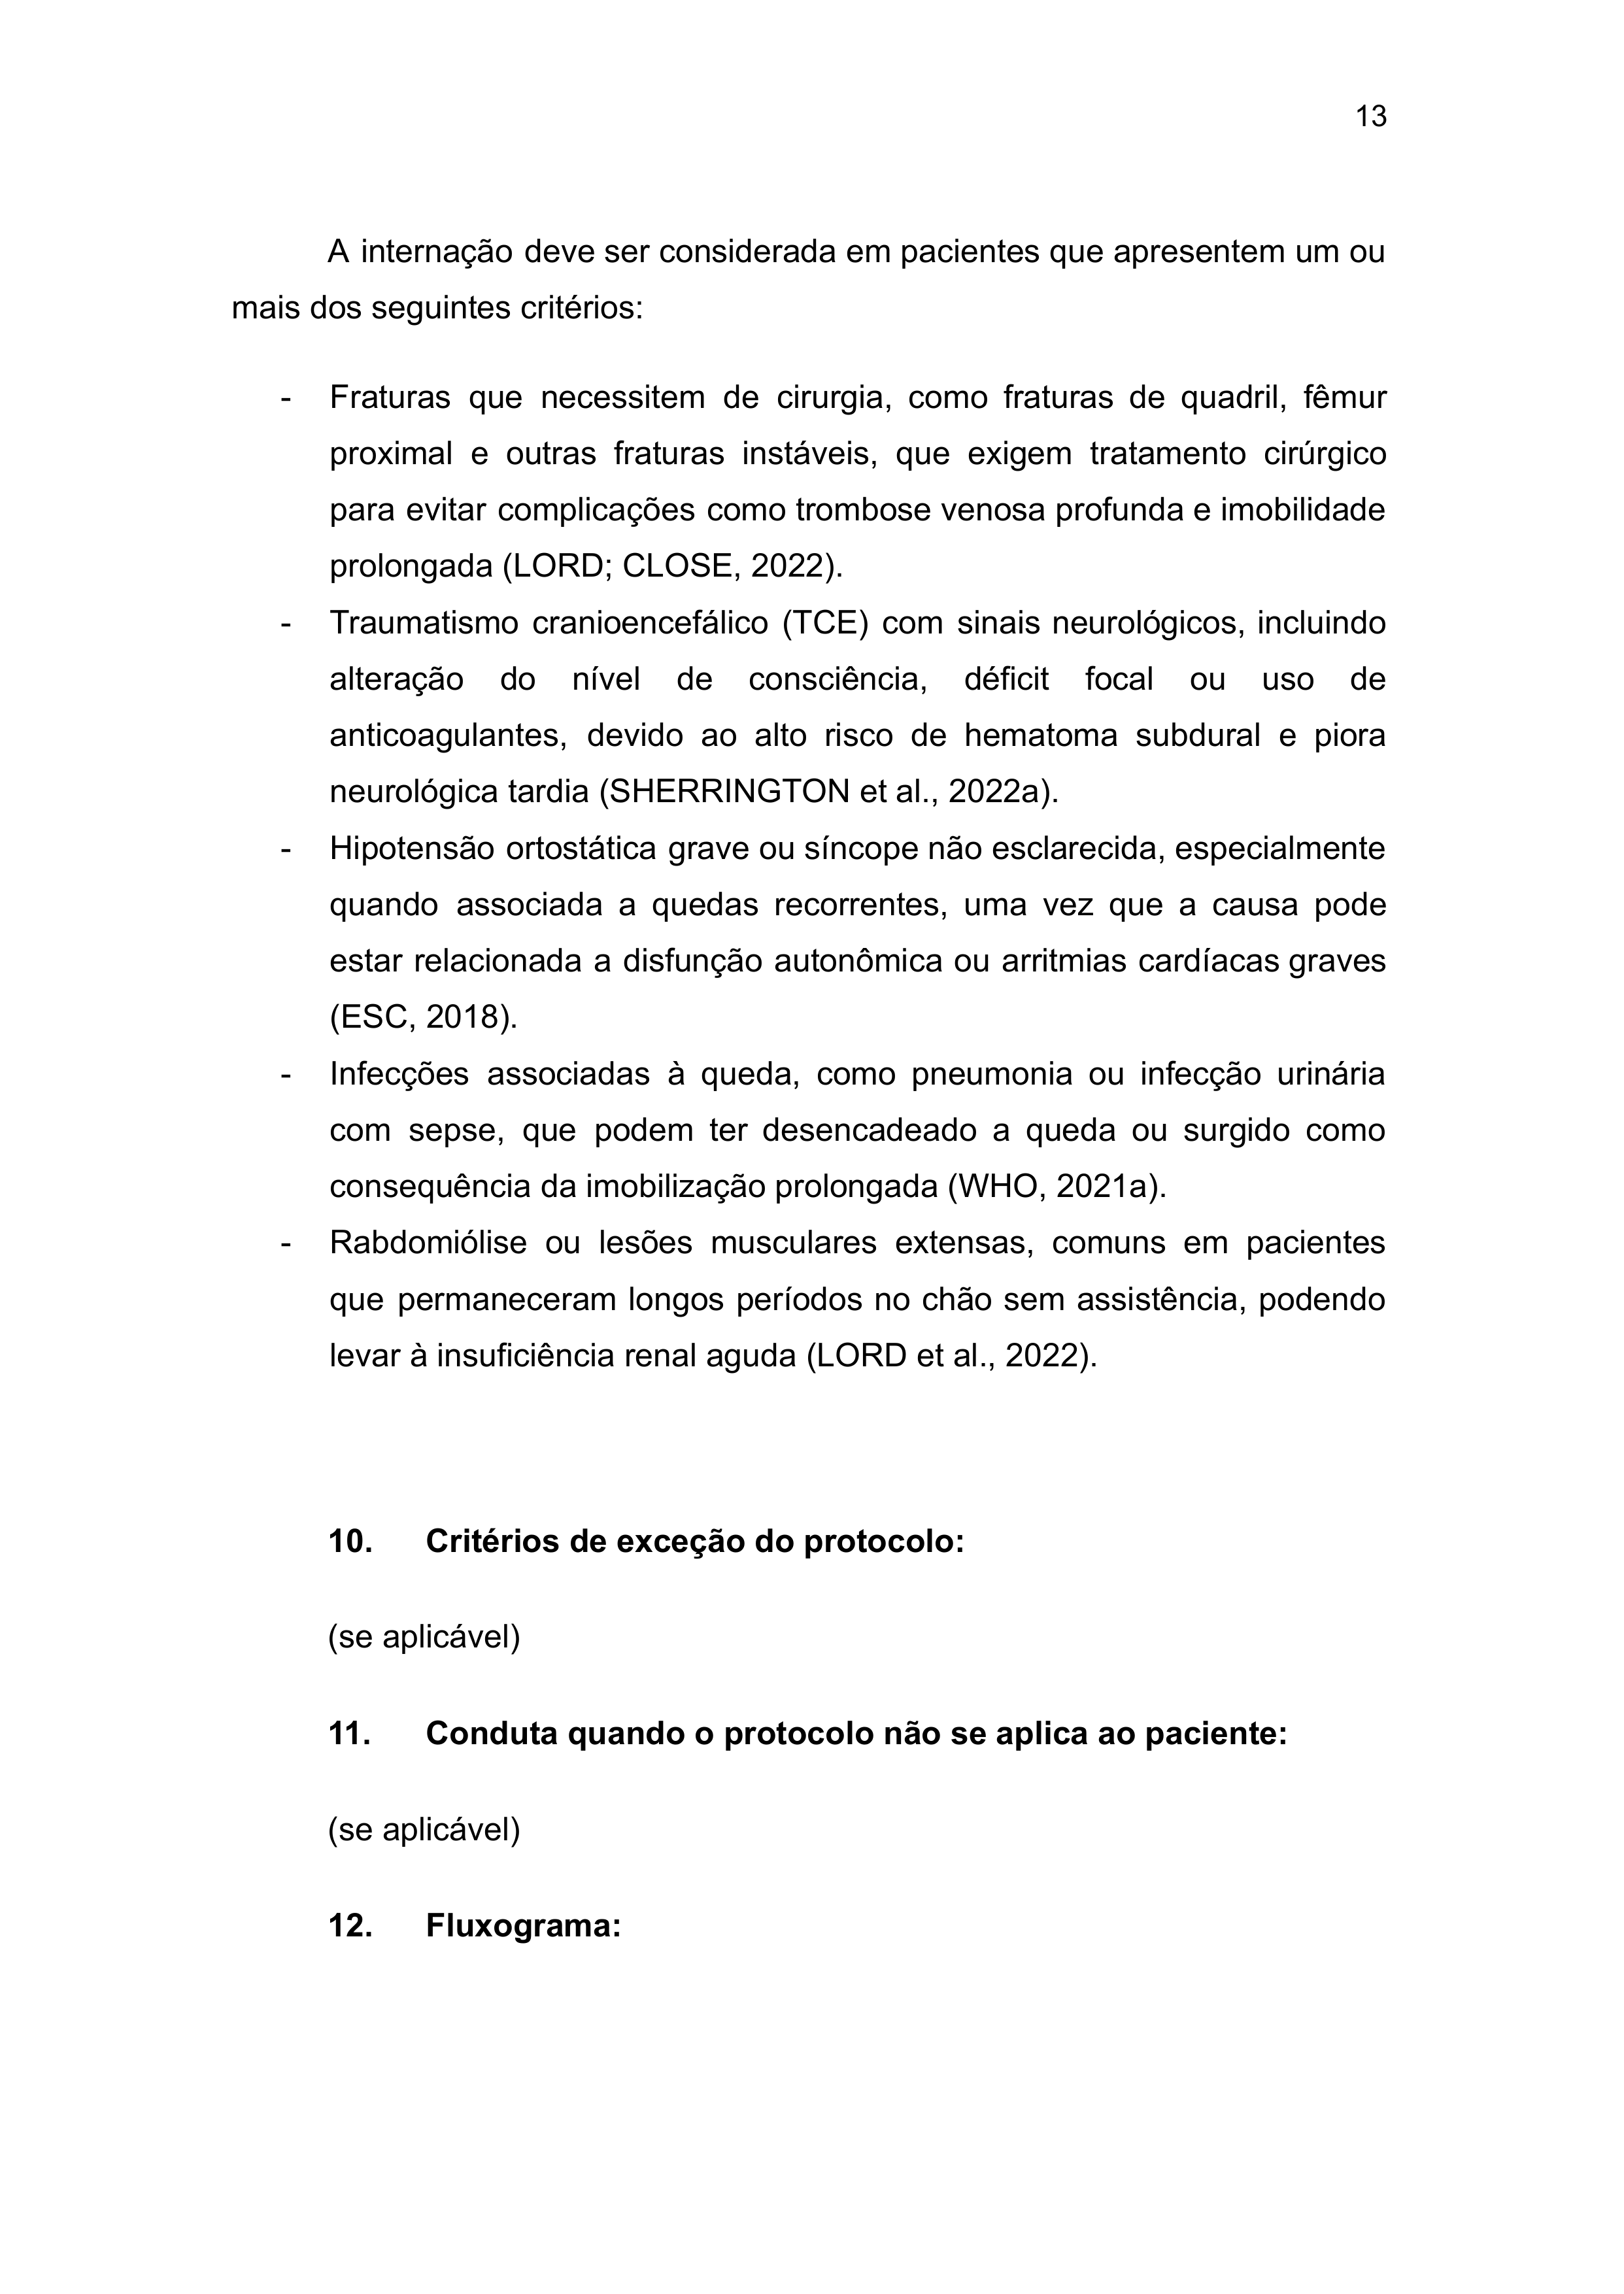 13
A internação deve ser considerada em pacientes que apresentem um ou
mais dos seguintes critérios:
- Fraturas que necessitem de cirurgia, como fraturas de quadril, fêmur
proximal e outras fraturas instáveis, que exigem tratamento cirúrgico
para evitar complicações como trombose venosa profunda e imobilidade
prolongada (LORD; CLOSE, 2022).
- Traumatismo cranioencefálico (TCE) com sinais neurológicos, incluindo
alteração do nível de consciência, déficit focal ou uso de
anticoagulantes, devido ao alto risco de hematoma subdural e piora
neurológica tardia (SHERRINGTON et al., 2022a).
- Hipotensão ortostática grave ou síncope não esclarecida, especialmente
quando associada a quedas recorrentes, uma vez que a causa pode
estar relacionada a disfunção autonômica ou arritmias cardíacas graves
(ESC, 2018).
- Infecções associadas à queda, como pneumonia ou infecção urinária
com sepse, que podem ter desencadeado a queda ou surgido como
consequência da imobilização prolongada (WHO, 2021a).
- Rabdomiólise ou lesões musculares extensas, comuns em pacientes
que permaneceram longos períodos no chão sem assistência, podendo
levar à insuficiência renal aguda (LORD et al., 2022).
10. Critérios de exceção do protocolo:
(se aplicável)
11. Conduta quando o protocolo não se aplica ao paciente:
(se aplicável)
12. Fluxograma: